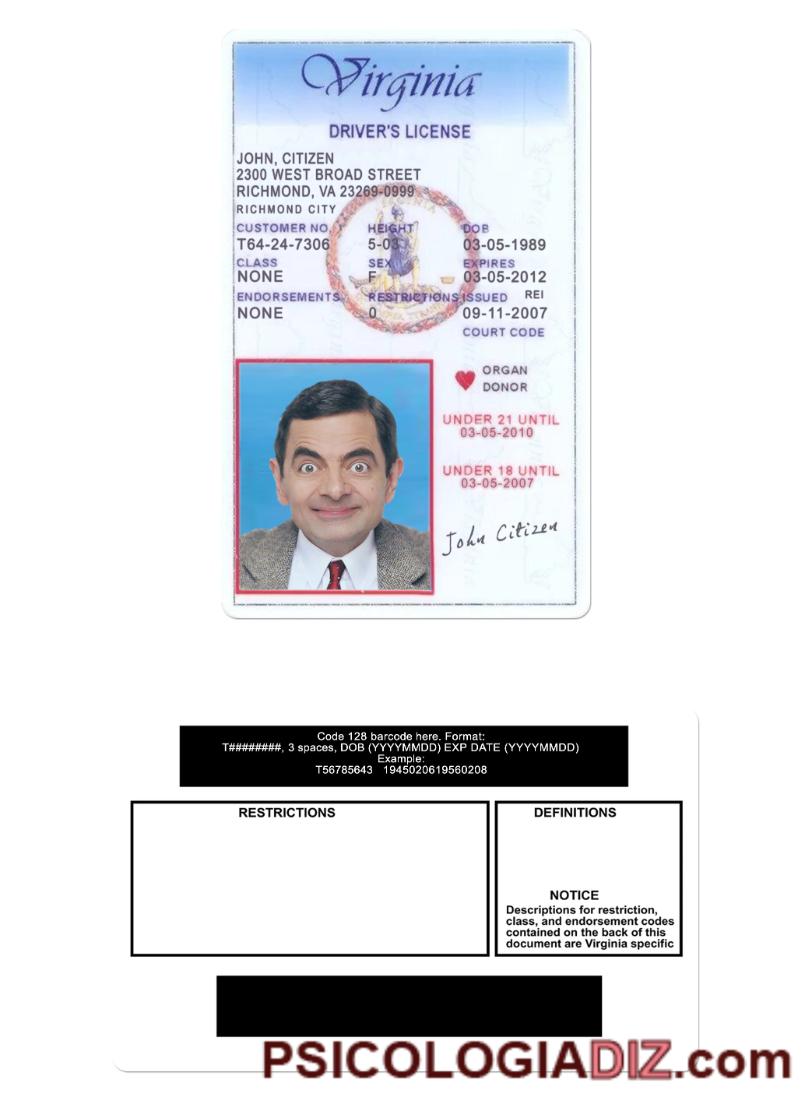 Virginia
DRIVER'S LICENSE
JOHN, CITIZEN
2300 WEST BROAD STREET
RICHMOND, VA 23269-0999
RICHMOND CITY
CUSTOMER NO. HEIGHT DOB
T64-24-7306 5-03 03-05-1989
CLASS SEX EXPIRES
NONE F 03-05-2012
ENDORSEMENTS RESTRICTIONS ISSUED REI
NONE 0 09-11-2007
COURT CODE
ORGAN
DONOR
UNDER 21 UNTIL
03-05-2010
UNDER 18 UNTIL
03-05-2007
John Citizen
Code 128 barcode here. Format:
T########, 3 spaces, DOB (YYYYMMDD) EXP DATE (YYYYMMDD)
Example:
T56785643 1945020619560208
RESTRICTIONS
DEFINITIONS
NOTICE
Descriptions for restriction,
class, and endorsement codes
contained on the back of this
document are Virginia specific
PSICOLOGIADIZ.com